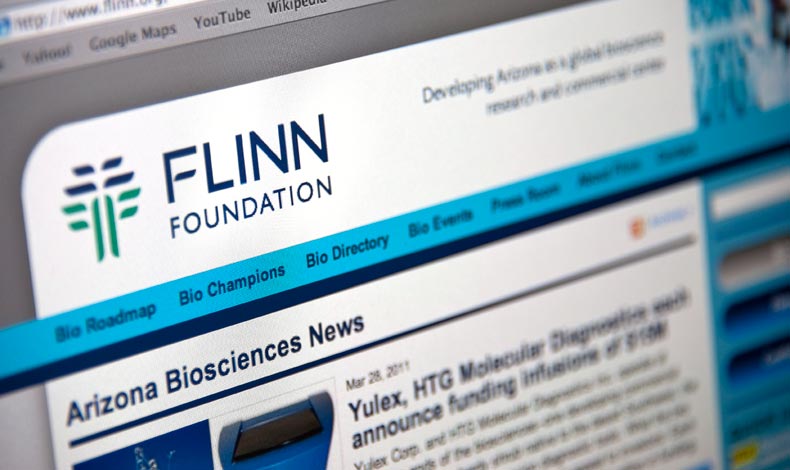 http://www.flinn.org/
Yahoo! Google Maps YouTube Wikipedia
FLINN
FOUNDATION
Developing Arizona as a global bioscience
research and commercial center
Bio Roadmap Bio Champions Bio Directory Bio Events Press Room About Flinn Contact
Arizona Biosciences News
Mar 28, 2011
Yulex, HTG Molecular Diagnostics each
announce funding infusions of $10M
Yulex Corp. and HTG Molecular Diagnostics